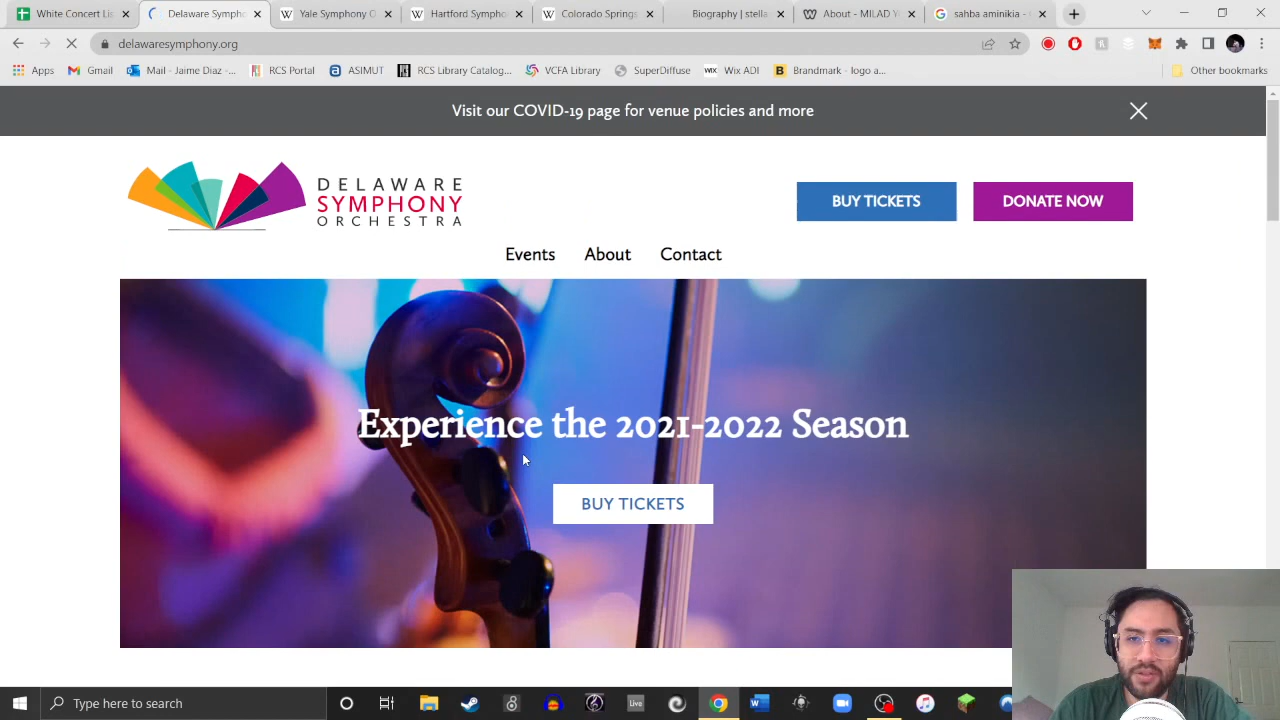 White Concert Lis
Delaware Symph
Yale Symphony O
Hartford Sympho
Colorado Springs
Biography | stella
About - MILAD Y
sahba aminikia -
delawaresymphony.org
Apps
Gmail
Mail - Jaime Diaz -...
RCS Portal
ASIMUT
RCS Library Catalog...
VCFA Library
SuperDiffuse
WIX Wix ADI
Brandmark - logo a...
Other bookmarks
Visit our COVID-19 page for venue policies and more
DELAWARE
SYMPHONY
ORCHESTRA
BUY TICKETS
DONATE NOW
Events
About
Contact
Experience the 2021-2022 Season
BUY TICKETS
Type here to search
Live